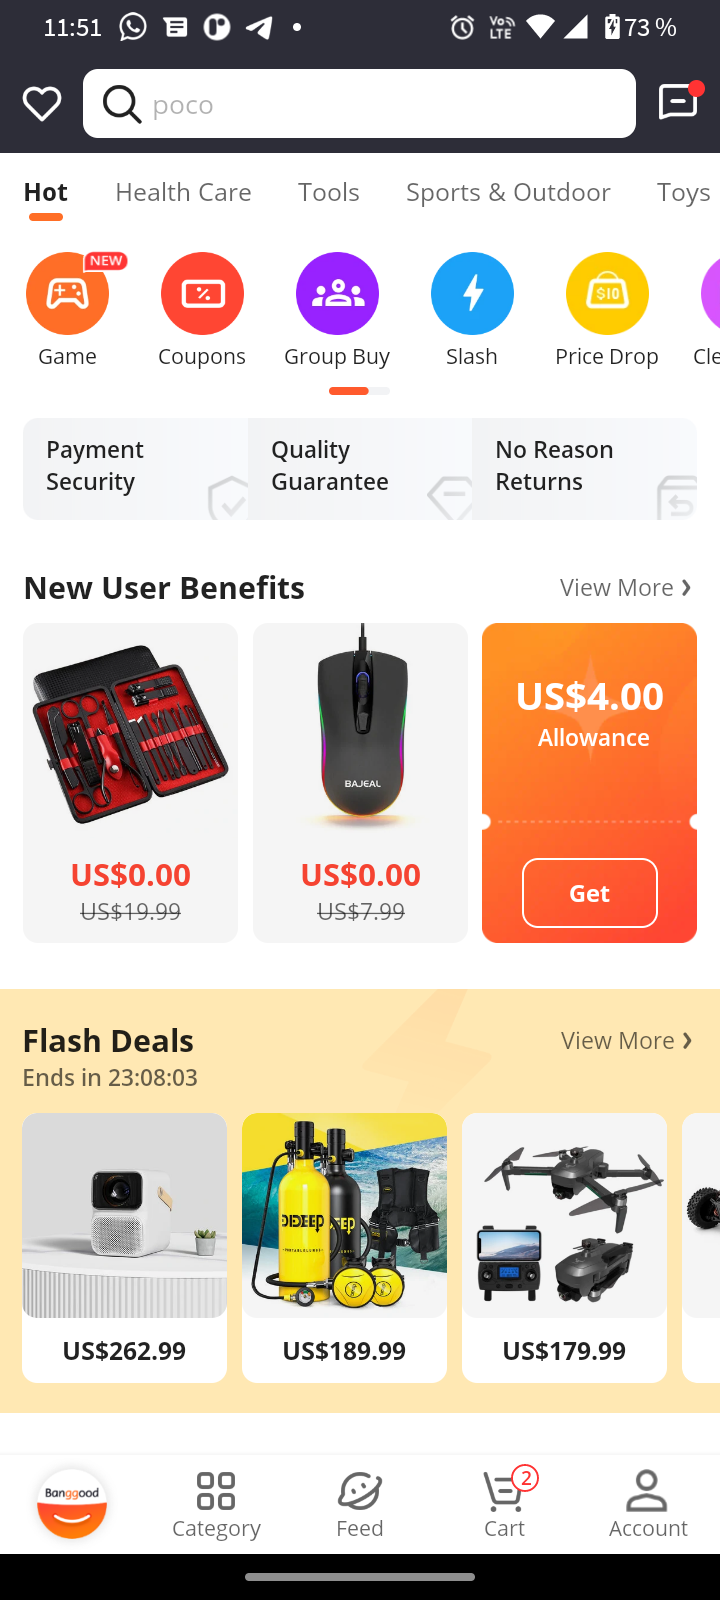 11:51
Vo LTE
73 %
poco
Hot Health Care Tools Sports & Outdoor Toys
NEW
$10
Game Coupons Group Buy Slash Price Drop Cle
Payment Security
Quality Guarantee
No Reason Returns
New User Benefits
View More
BAJEAL
US$4.00
Allowance
US$0.00
US$19.99
US$0.00
US$7.99
Get
Flash Deals
View More
Ends in 23:08:03
DIDEEP
EEP
US$262.99
US$189.99
US$179.99
Banggood
2
Category
Feed
Cart
Account